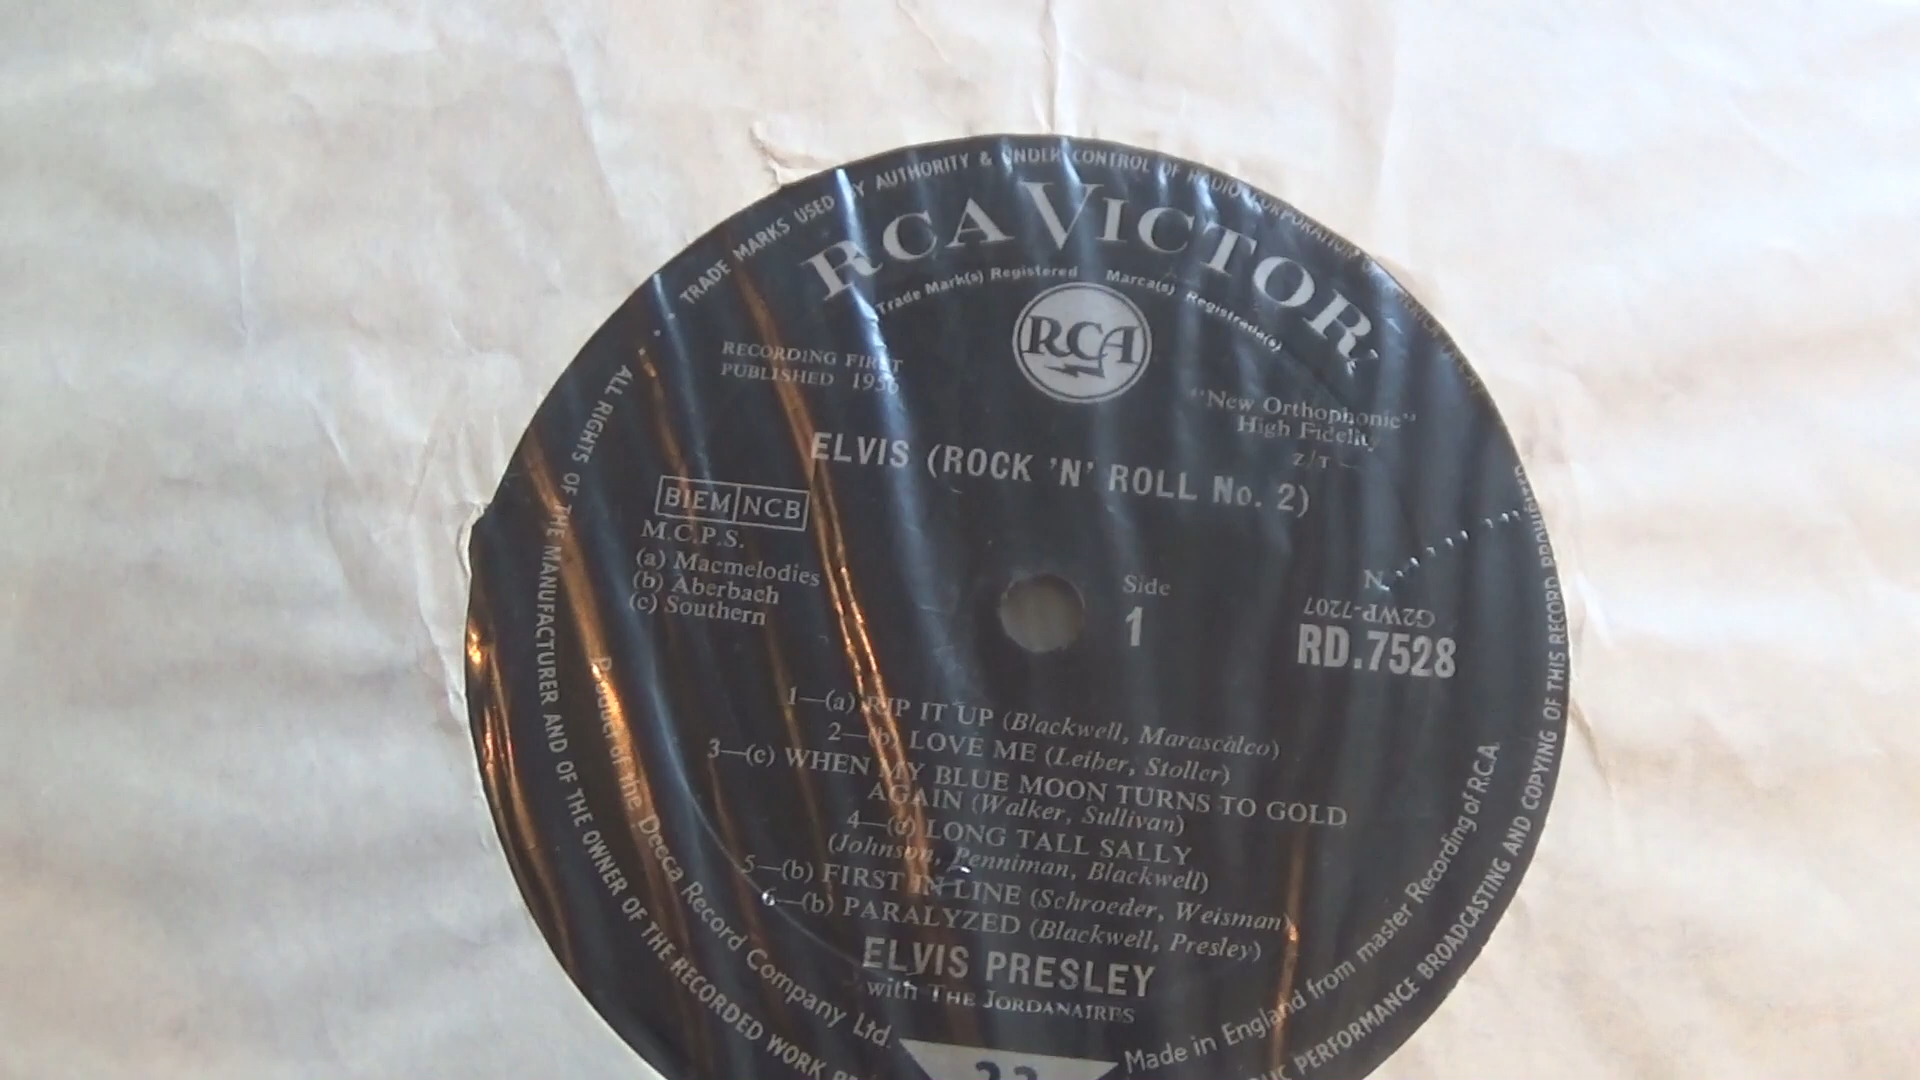 TRADE MARKS USED BY AUTHORITY & UNDER CONTROL OF RADIO CORPORATION
RCA VICTOR
Trade Mark(s) Registered Marca(s) Registrada(s)
RCA
RECORDING FIRST
PUBLISHED 1956
"New Orthophonic"
High Fidelity
Z/T
ELVIS (ROCK 'N' ROLL No. 2)
BIEM NCB
M.C.P.S.
(a) Macmelodies
(b) Aberbach
(c) Southern
Side
1
N
G2WP-7207
RD.7528
1—(a) RIP IT UP (Blackwell, Marascalco)
2—(b) LOVE ME (Leiber, Stoller)
3—(c) WHEN MY BLUE MOON TURNS TO GOLD
AGAIN (Walker, Sullivan)
4—(a) LONG TALL SALLY
(Johnson, Penniman, Blackwell)
5—(b) FIRST IN LINE (Schroeder, Weisman)
6—(b) PARALYZED (Blackwell, Presley)
ELVIS PRESLEY
with THE JORDANAIRES
Product of the Decca Record Company Ltd.
Made in England from master Recording of R.C.A.
ALL RIGHTS OF THE MANUFACTURER AND OF THE OWNER OF THE RECORDED WORK
PERFORMANCE BROADCASTING AND COPYING OF THIS RECORD PROHIBITED